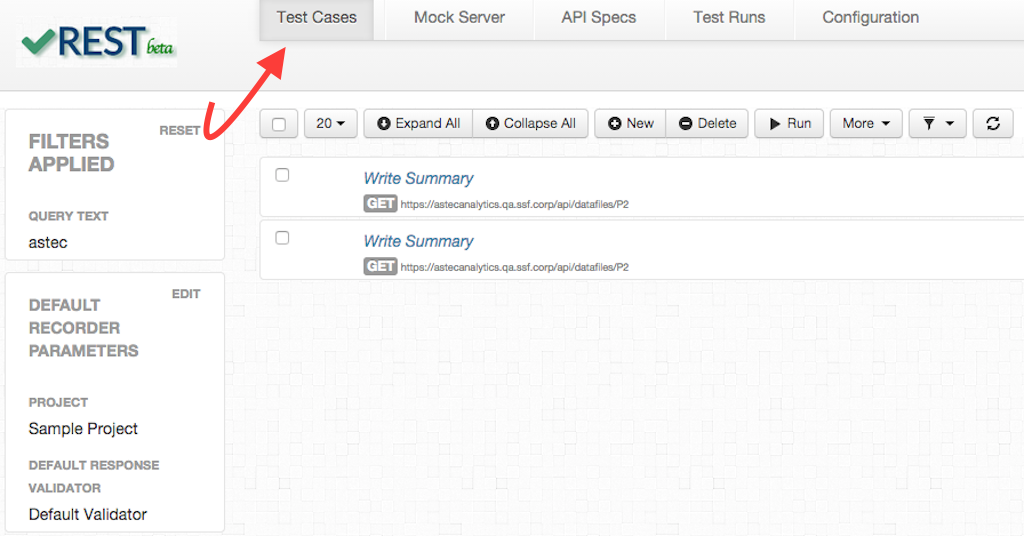 REST beta
Test Cases Mock Server API Specs Test Runs Configuration
RESET
FILTERS
APPLIED
QUERY TEXT
astec
20 Expand All Collapse All New Delete Run More
Write Summary
GET https://astecanalytics.qa.ssf.corp/api/datafiles/P2
Write Summary
GET https://astecanalytics.qa.ssf.corp/api/datafiles/P2
EDIT
DEFAULT
RECORDER
PARAMETERS
PROJECT
Sample Project
DEFAULT RESPONSE
VALIDATOR
Default Validator